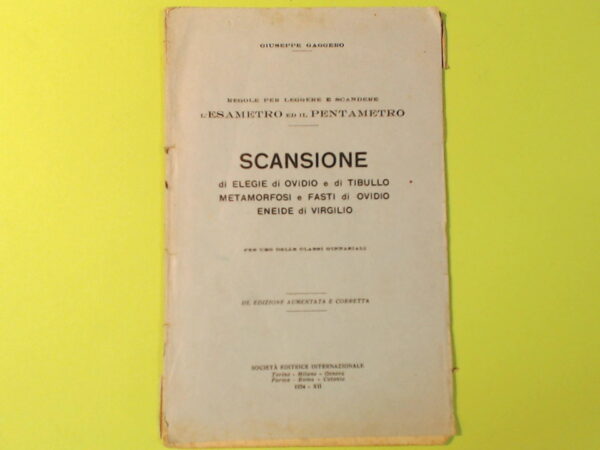 GIUSEPPE GAGGERO
REGOLE PER LEGGERE E SCANDERE
L'ESAMETRO ED IL PENTAMETRO
SCANSIONE
di ELEGIE di OVIDIO e di TIBULLO
METAMORFOSI e FASTI di OVIDIO
ENEIDE di VIRGILIO
PER USO DELLE CLASSI GINNASIALI
III. EDIZIONE AUMENTATA E CORRETTA
SOCIETÀ EDITRICE INTERNAZIONALE
Torino - Milano - Genova
Parma - Roma - Catania
1934 - XII